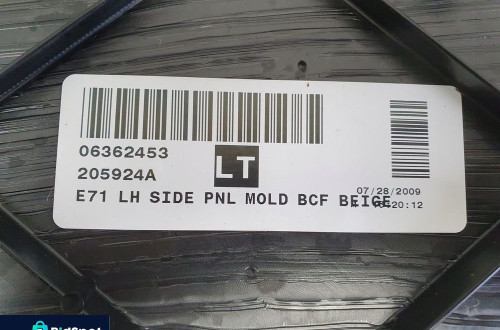 06362453
LT
205924A
07/28/2009
E71 LH SIDE PNL MOLD BCF BEIGE
20:12
BidSpot